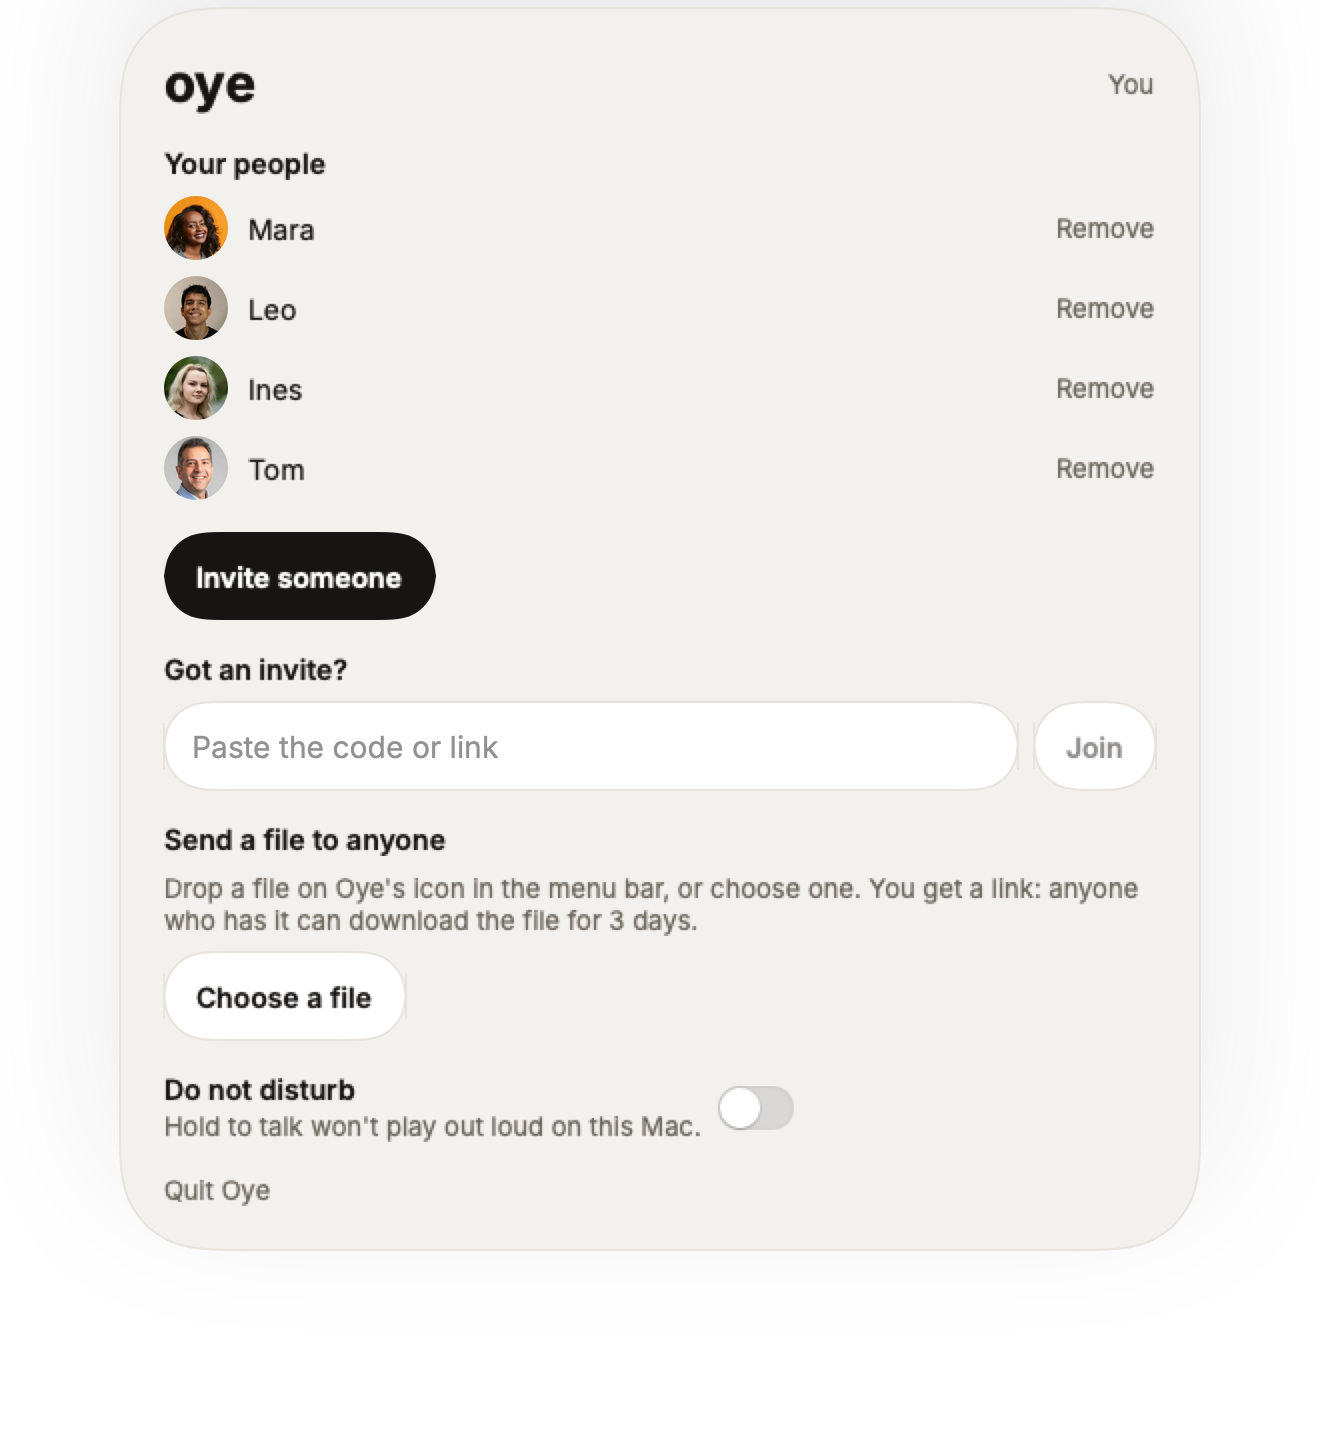 oye
You
Your people
Mara
Remove
Leo
Remove
Ines
Remove
Tom
Remove
Invite someone
Got an invite?
Paste the code or link
Join
Send a file to anyone
Drop a file on Oye's icon in the menu bar, or choose one. You get a link: anyone
who has it can download the file for 3 days.
Choose a file
Do not disturb
Hold to talk won't play out loud on this Mac.
Quit Oye